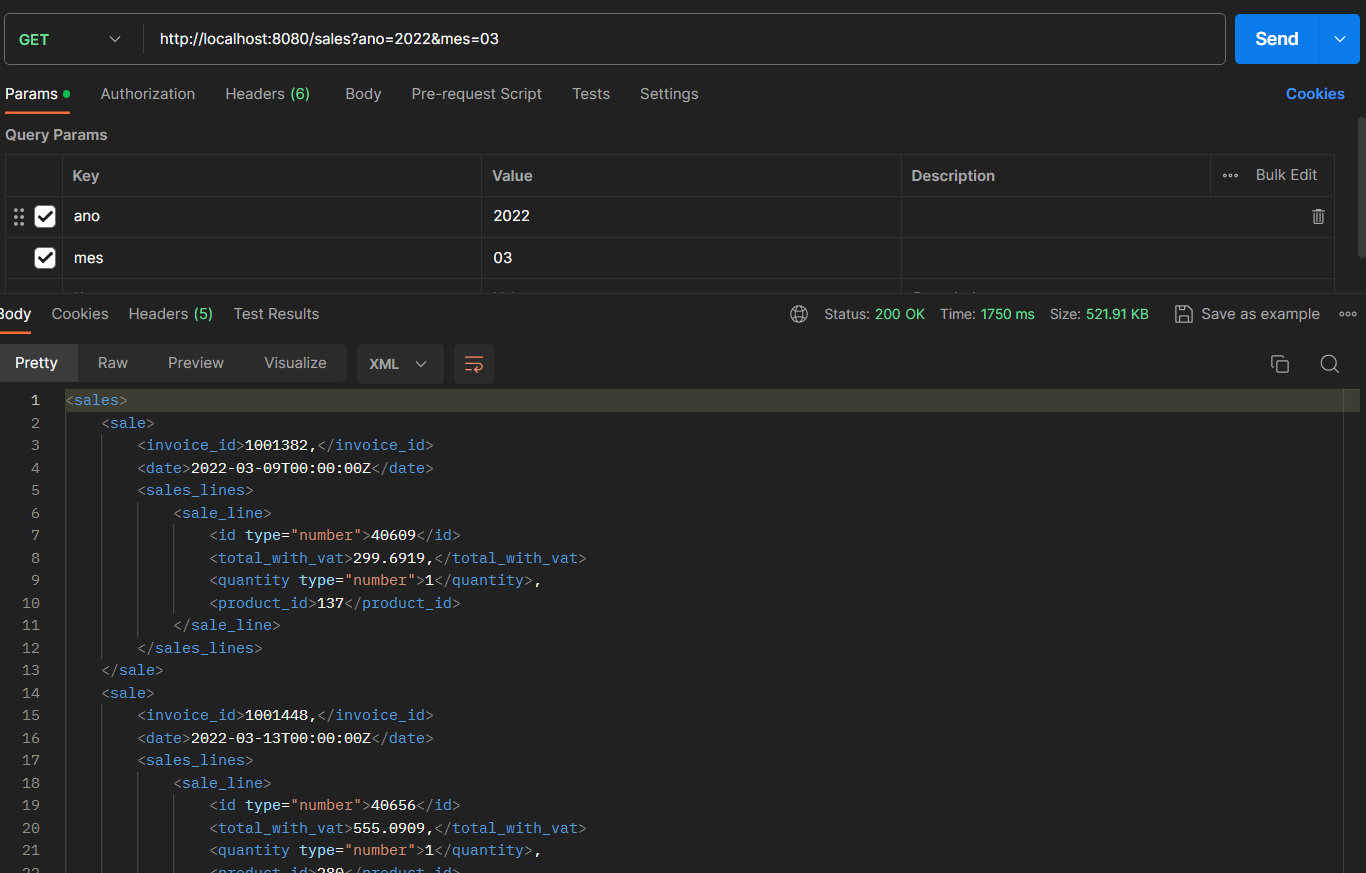 GET http://localhost:8080/sales?ano=2022&mes=03 Send
Params Authorization Headers (6) Body Pre-request Script Tests Settings Cookies
Query Params
Key Value Description Bulk Edit
ano 2022
mes 03
Body Cookies Headers (5) Test Results Status: 200 OK Time: 1750 ms Size: 521.91 KB Save as example
Pretty Raw Preview Visualize XML
1 <sales>
2 <sale>
3 <invoice_id>1001382,</invoice_id>
4 <date>2022-03-09T00:00:00Z</date>
5 <sales_lines>
6 <sale_line>
7 <id type="number">40609</id>
8 <total_with_vat>299.6919,</total_with_vat>
9 <quantity type="number">1</quantity>,
10 <product_id>137</product_id>
11 </sale_line>
12 </sales_lines>
13 </sale>
14 <sale>
15 <invoice_id>1001448,</invoice_id>
16 <date>2022-03-13T00:00:00Z</date>
17 <sales_lines>
18 <sale_line>
19 <id type="number">40656</id>
20 <total_with_vat>555.0909,</total_with_vat>
21 <quantity type="number">1</quantity>,
22 <product_id>280</product_id>